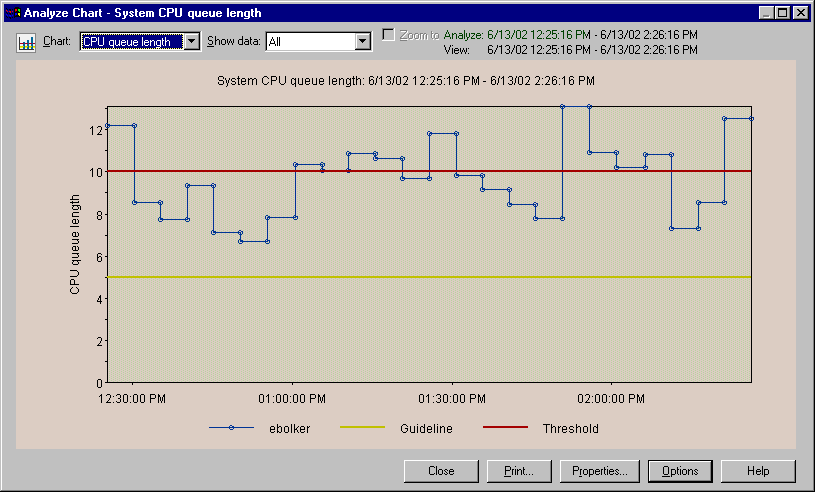 Analyze Chart - System CPU queue length
Chart: CPU queue length Show data: All Zoom to Analyze: 6/13/02 12:25:16 PM - 6/13/02 2:26:16 PM
View: 6/13/02 12:25:16 PM - 6/13/02 2:26:16 PM
System CPU queue length: 6/13/02 12:25:16 PM - 6/13/02 2:26:16 PM
CPU queue length
12
10
8
6
4
2
0
12:30:00 PM 01:00:00 PM 01:30:00 PM 02:00:00 PM
ebolker Guideline Threshold
Close Print... Properties... Options Help